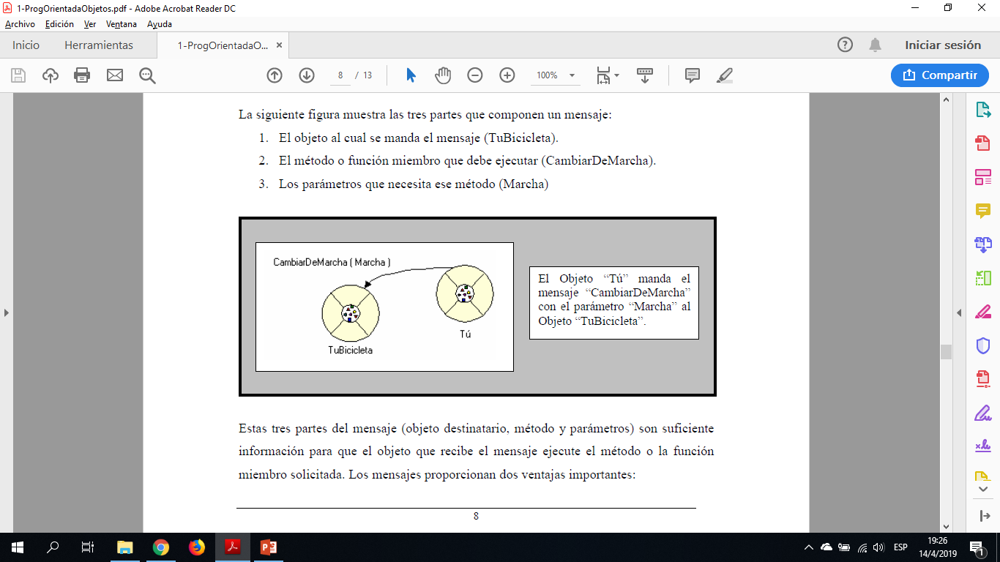 1-ProgOrientadaObjetos.pdf - Adobe Acrobat Reader DC
Archivo Edición Ver Ventana Ayuda
Inicio Herramientas 1-ProgOrientadaO... Iniciar sesión
8 / 13 100% Compartir
La siguiente figura muestra las tres partes que componen un mensaje:
1. El objeto al cual se manda el mensaje (TuBicicleta).
2. El método o función miembro que debe ejecutar (CambiarDeMarcha).
3. Los parámetros que necesita ese método (Marcha)
CambiarDeMarcha ( Marcha )
TuBicicleta
Tú
El Objeto “Tú” manda el
mensaje “CambiarDeMarcha”
con el parámetro “Marcha” al
Objeto “TuBicicleta”.
Estas tres partes del mensaje (objeto destinatario, método y parámetros) son suficiente
información para que el objeto que recibe el mensaje ejecute el método o la función
miembro solicitada. Los mensajes proporcionan dos ventajas importantes:
8
ESP
19:26
14/4/2019
1